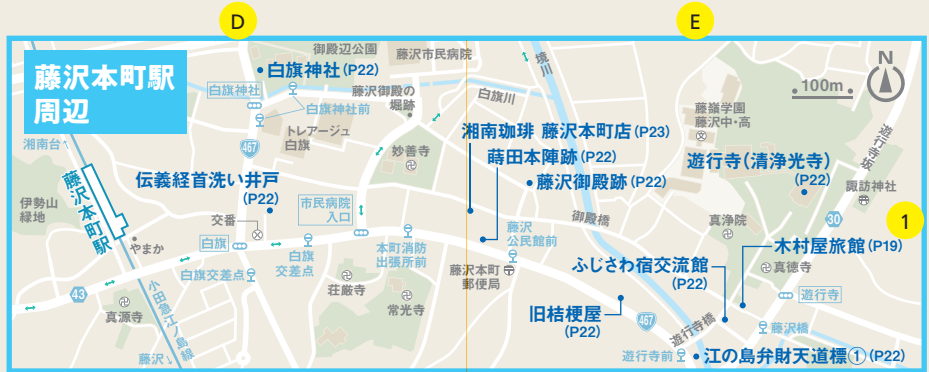 D
E
藤沢本町駅
周辺
御殿辺公園
藤沢市民病院
境川
N
100m
白旗神社(P22)
白旗神社
白旗神社前
藤沢御殿の
堀跡
白旗川
藤嶺学園
藤沢中・高
トレアージュ
白旗
467
湘南台
湘南珈琲 藤沢本町店(P23)
遊行寺坂
妙善寺
蒔田本陣跡(P22)
遊行寺(清浄光寺)
(P22)
伝義経首洗い井戸
(P22)
藤沢御殿跡(P22)
諏訪神社
伊勢山
緑地
藤沢本町駅
市民病院
入口
御殿橋
真浄院
30
1
交番
藤沢
公民館前
やまか
白旗
白旗
交差点
本町消防
出張所前
木村屋旅館(P19)
白旗交差点
藤沢本町
郵便局
ふじさわ宿交流館
(P22)
真徳寺
荘厳寺
43
常光寺
遊行寺
旧桔梗屋
(P22)
真源寺
小田急江ノ島線
467
遊行寺橋
藤沢橋
藤沢
遊行寺前
江の島弁財天道標①(P22)